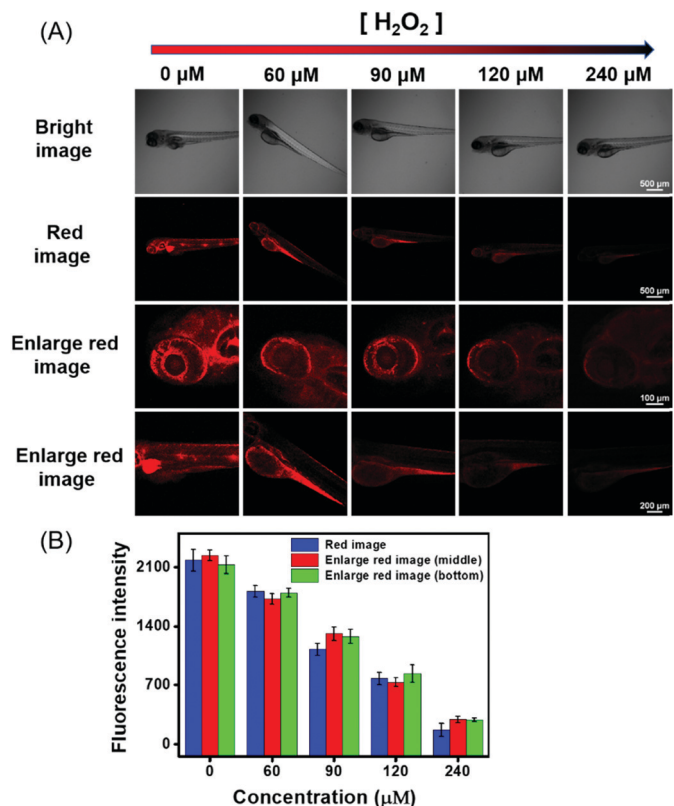 (A)
[ H₂O₂ ]
0 μM 60 μM 90 μM 120 μM 240 μM
Bright
image
500 μm
Red
image
500 μm
Enlarge red
image
100 μm
Enlarge red
image
200 μm
(B)
Fluorescence intensity
2100
1400
700
0
Red image
Enlarge red image (middle)
Enlarge red image (bottom)
0 60 90 120 240
Concentration (μM)